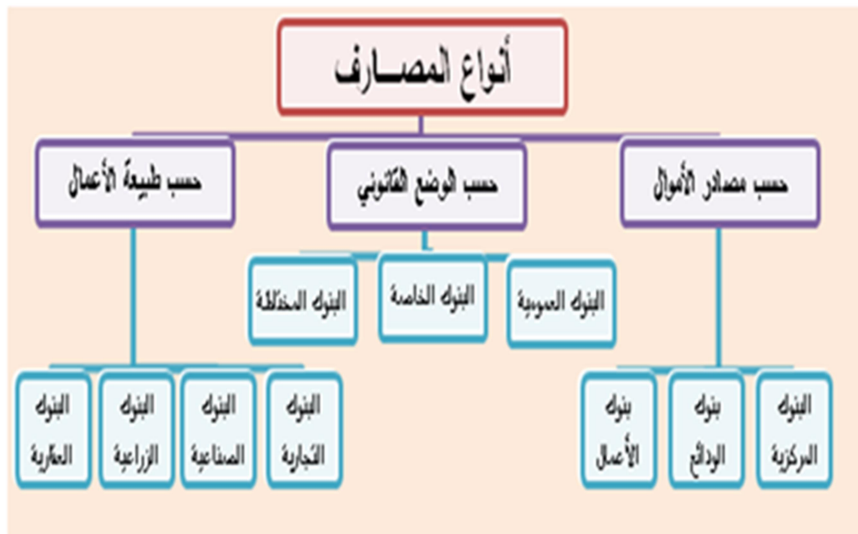 أنواع المصــارف
حسب مصادر الأموال
حسب الوضع القانوني
حسب طبيعة الأعمال
البنوك العمومية
البنوك الخاصة
البنوك المختلطة
البنوك
المركزية
بنوك
الودائع
بنوك
الأعمال
البنوك
التجارية
البنوك
الصناعية
البنوك
الزراعية
البنوك
العقارية